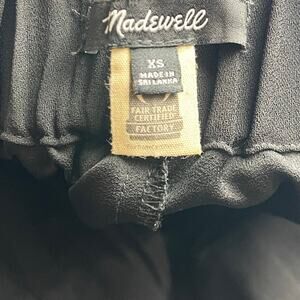 Madewell
XS
MADE IN
SRI LANKA
FAIR TRADE
CERTIFIED
FACTORY